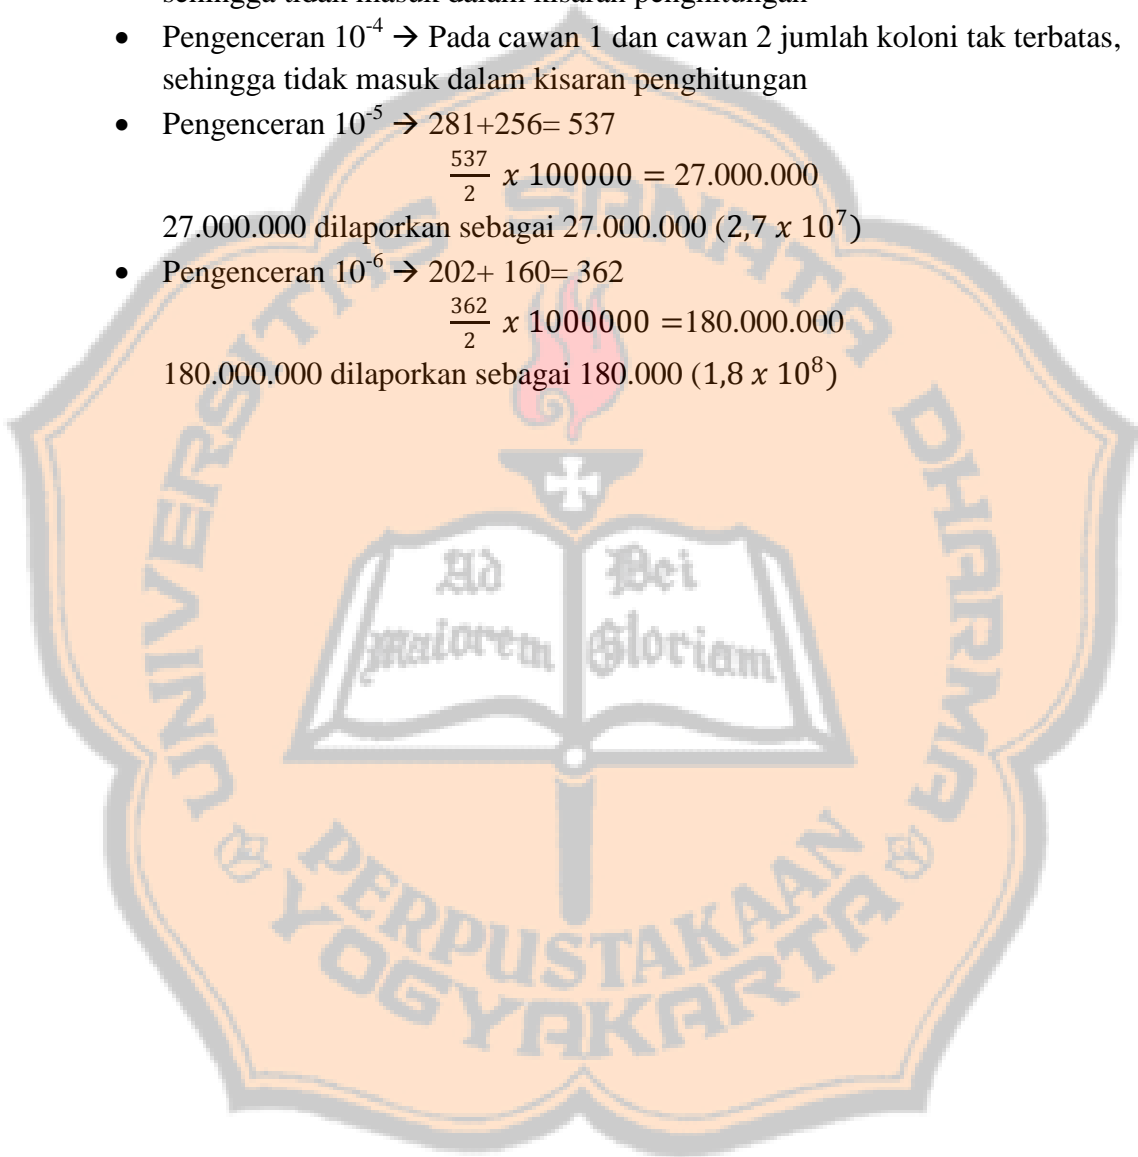 sehingga tidak masuk dalam kisaran penghitungan
• Pengenceran 10⁻⁴ → Pada cawan 1 dan cawan 2 jumlah koloni tak terbatas,
sehingga tidak masuk dalam kisaran penghitungan
• Pengenceran 10⁻⁵ → 281+256= 537
537/2 x 100000 = 27.000.000
27.000.000 dilaporkan sebagai 27.000.000 (2,7 x 10⁷)
• Pengenceran 10⁻⁶ → 202+ 160= 362
362/2 x 1000000 =180.000.000
180.000.000 dilaporkan sebagai 180.000 (1,8 x 10⁸)
UNIVERSITAS SANATA DHARMA
Ad Dei
maiorem Gloriam
PERPUSTAKAAN
YOGYAKARTA